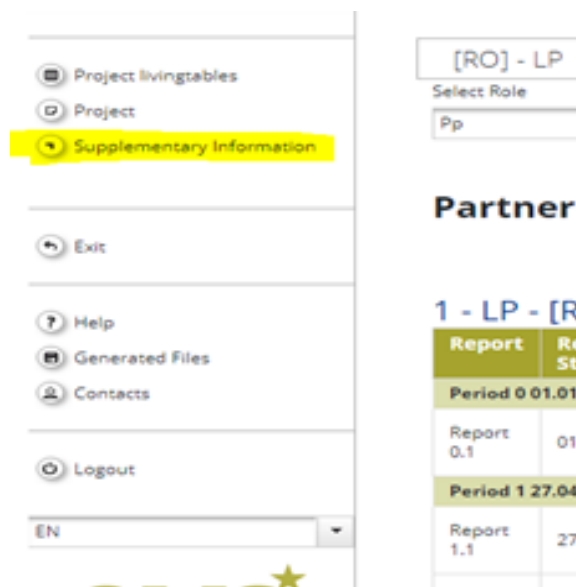 Project livingtables
Project
Supplementary Information
Exit
Help
Generated Files
Contacts
Logout
EN
[RO] - LP
Select Role
Pp
Partner
1 - LP - [R
Report
Period 0 01.01
Report
0.1
01
Period 1 27.04
Report
1.1
27